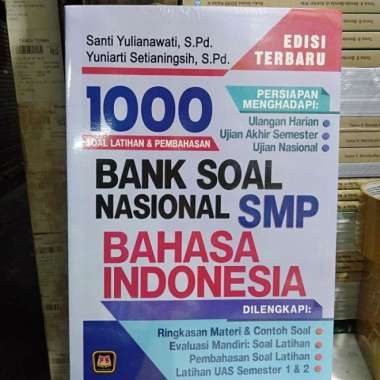 Santi Yulianawati, S.Pd.
Yuniarti Setianingsih, S.Pd.
EDISI
TERBARU
1000
SOAL LATIHAN & PEMBAHASAN
PERSIAPAN
MENGHADAPI:
Ulangan Harian
Ujian Akhir Semester
Ujian Nasional
BANK SOAL
NASIONAL SMP
BAHASA
INDONESIA
DILENGKAPI:
Ringkasan Materi & Contoh Soal
Evaluasi Mandiri: Soal Latihan
Pembahasan Soal Latihan
Latihan UAS Semester 1 & 2